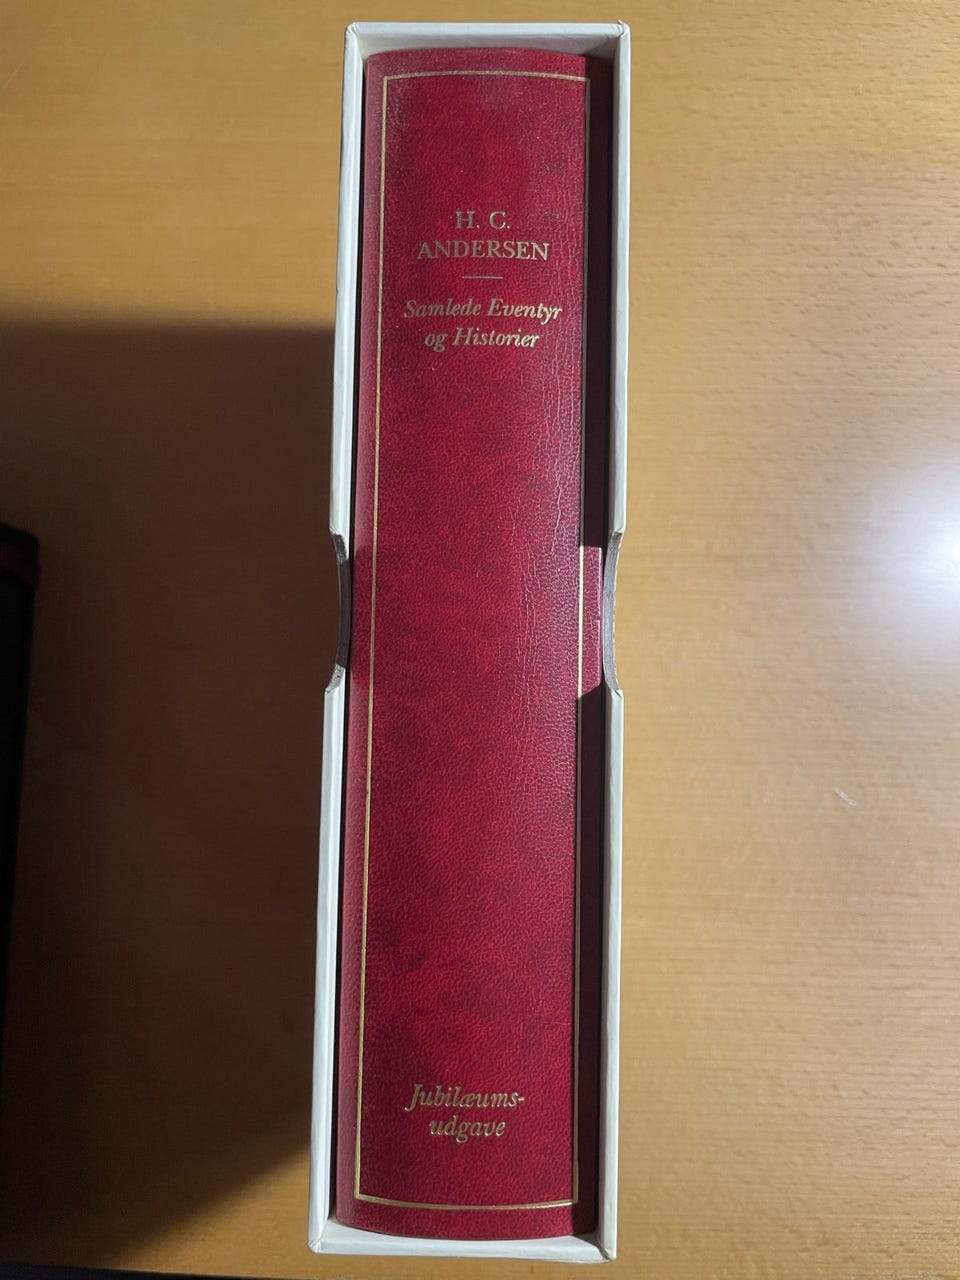 H. C.
ANDERSEN
Samlede Eventyr
og Historier
Jubilæums-
udgave